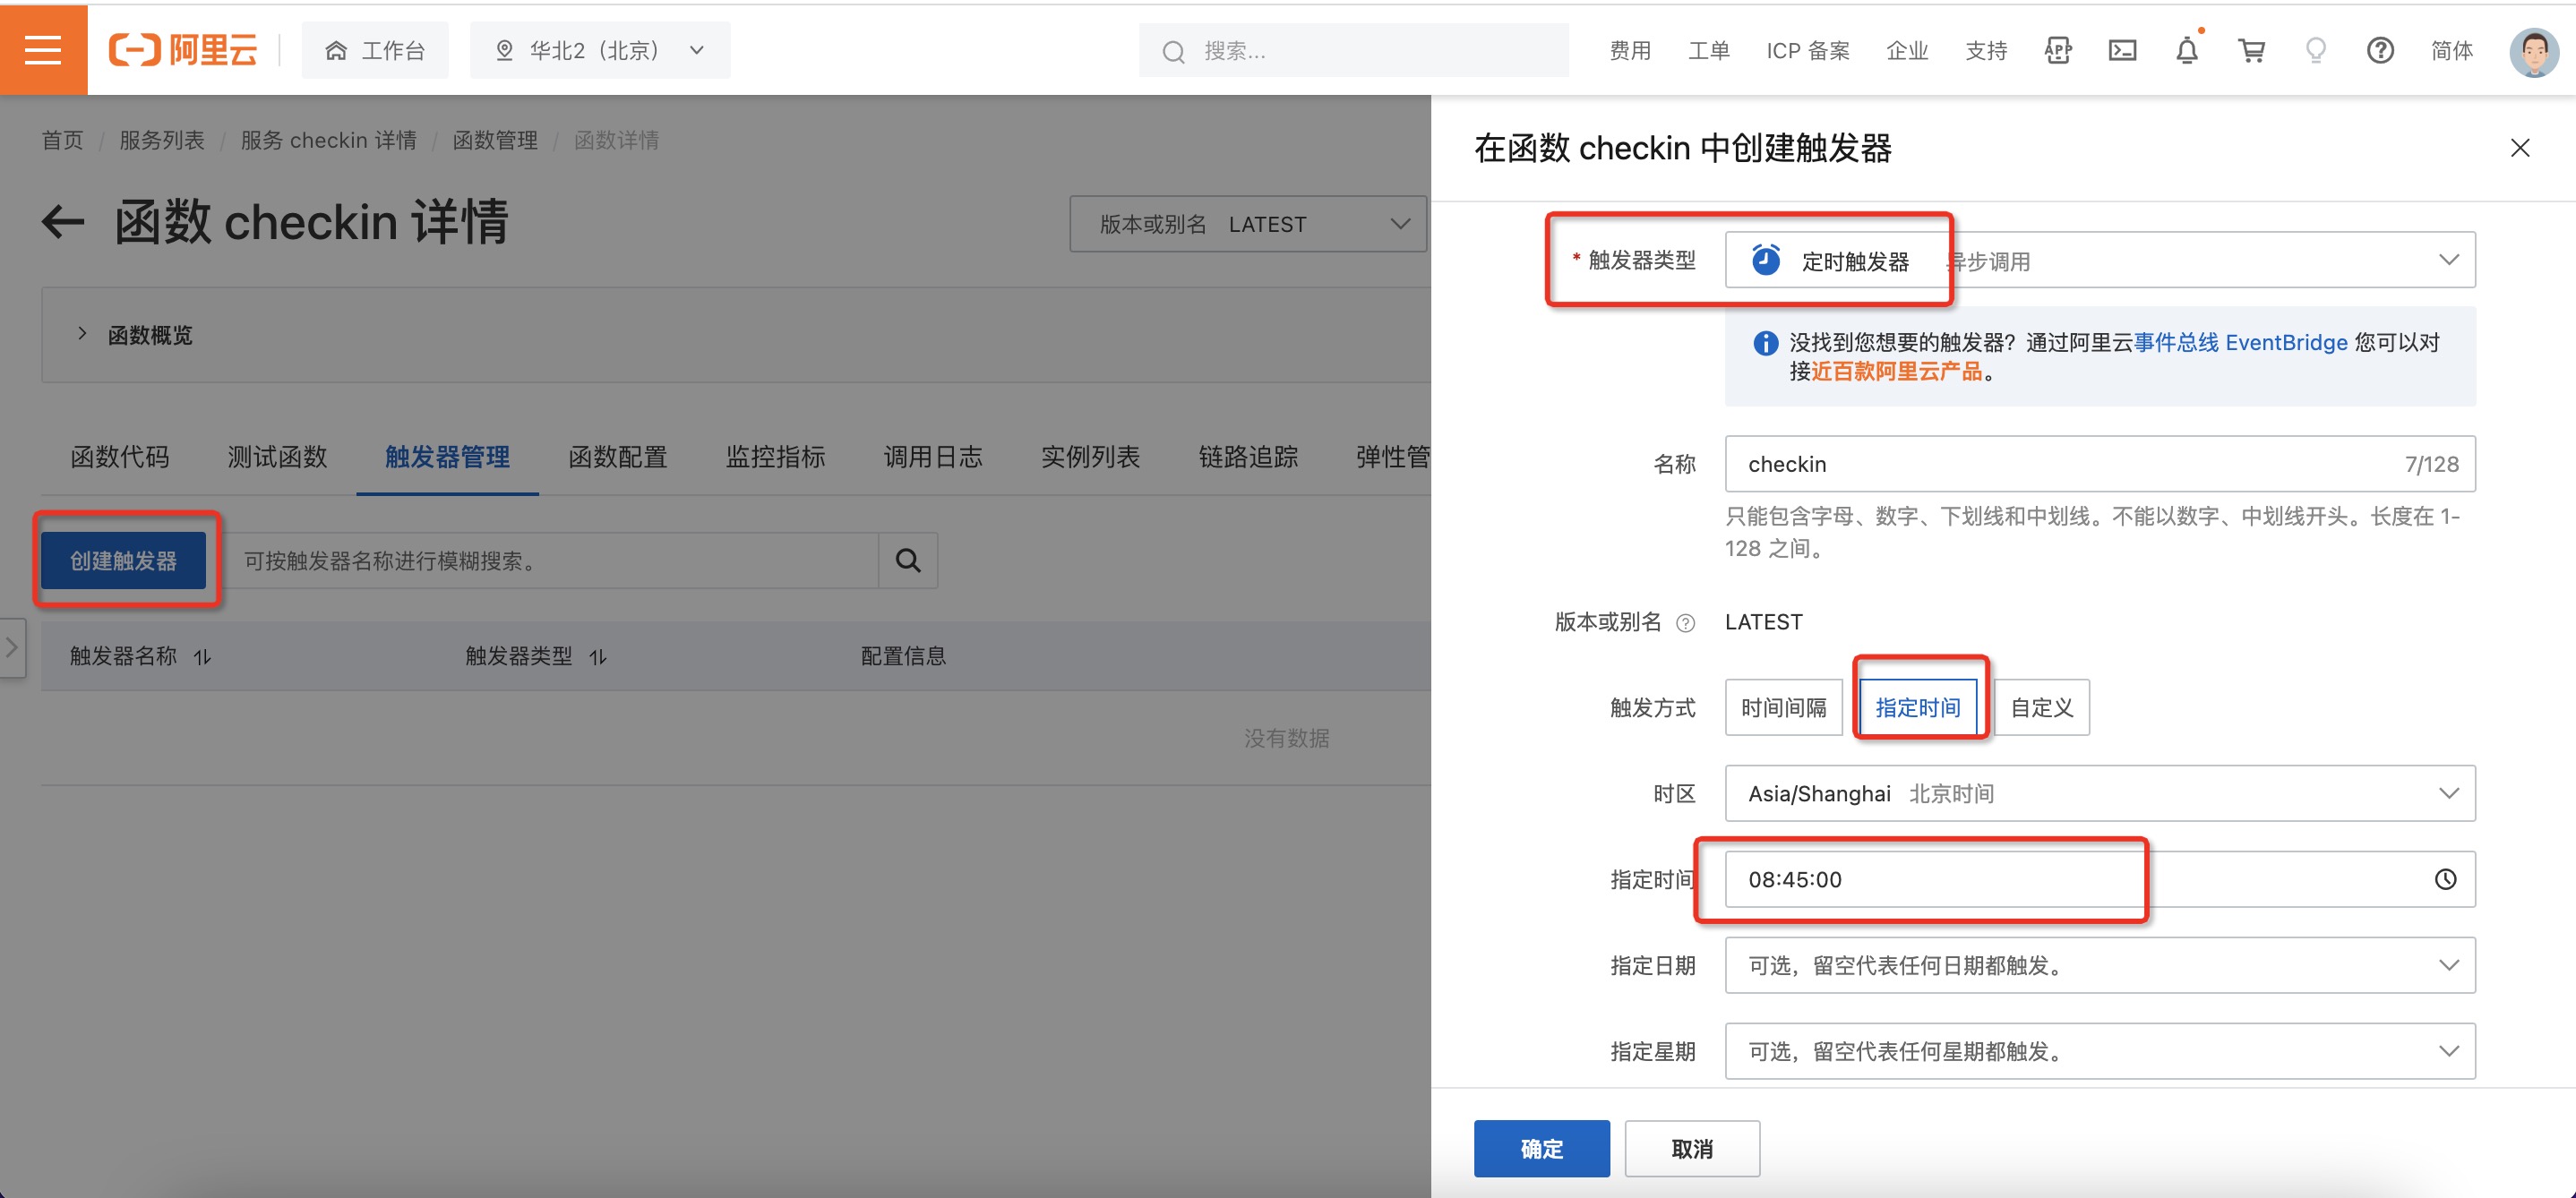 阿里云
工作台
华北2（北京）
搜索...
费用
工单
ICP 备案
企业
支持
APP
简体
首页 / 服务列表 / 服务 checkin 详情 / 函数管理 / 函数详情
函数 checkin 详情
版本或别名 LATEST
函数概览
函数代码
测试函数
触发器管理
函数配置
监控指标
调用日志
实例列表
链路追踪
弹性管
创建触发器
可按触发器名称进行模糊搜索。
触发器名称
触发器类型
配置信息
没有数据
在函数 checkin 中创建触发器
* 触发器类型
定时触发器 异步调用
没找到您想要的触发器？通过阿里云事件总线 EventBridge 您可以对
接近百款阿里云产品。
名称
checkin
7/128
只能包含字母、数字、下划线和中划线。不能以数字、中划线开头。长度在 1-
128 之间。
版本或别名
LATEST
触发方式
时间间隔
指定时间
自定义
时区
Asia/Shanghai 北京时间
指定时间
08:45:00
指定日期
可选，留空代表任何日期都触发。
指定星期
可选，留空代表任何星期都触发。
确定
取消